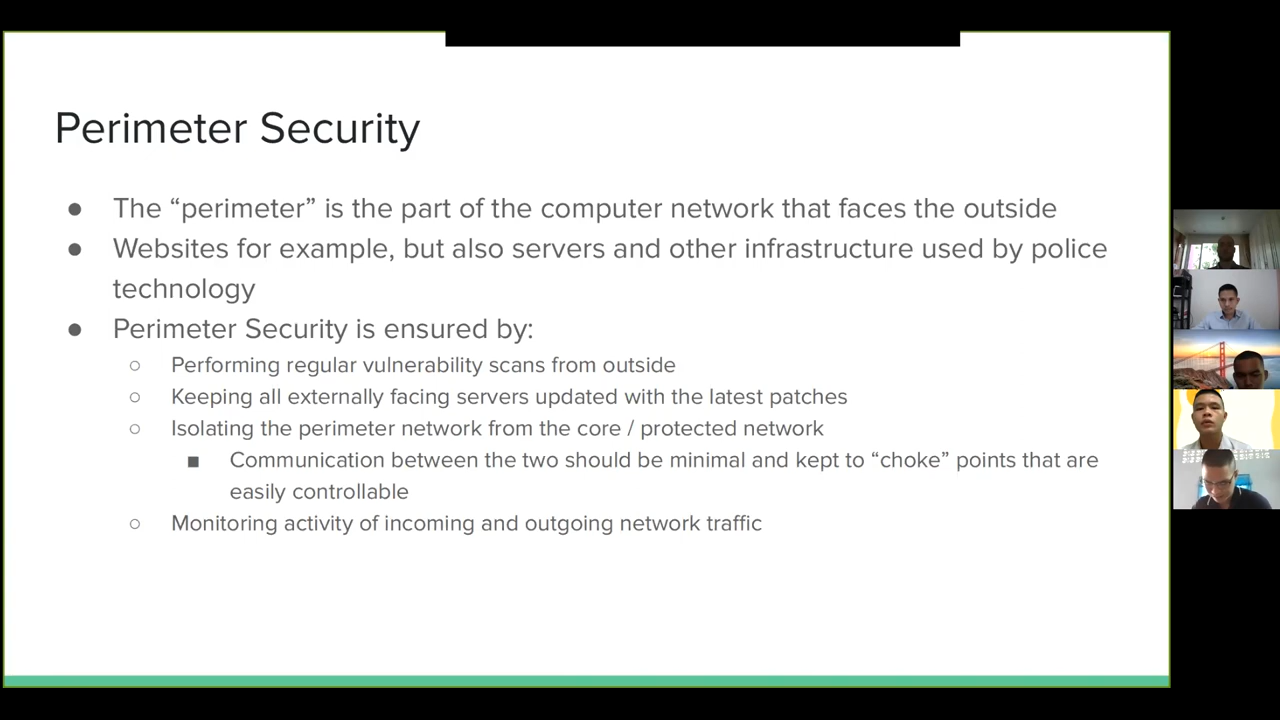 Perimeter Security
● The “perimeter” is the part of the computer network that faces the outside
● Websites for example, but also servers and other infrastructure used by police
technology
● Perimeter Security is ensured by:
○ Performing regular vulnerability scans from outside
○ Keeping all externally facing servers updated with the latest patches
○ Isolating the perimeter network from the core / protected network
■ Communication between the two should be minimal and kept to “choke” points that are
easily controllable
○ Monitoring activity of incoming and outgoing network traffic